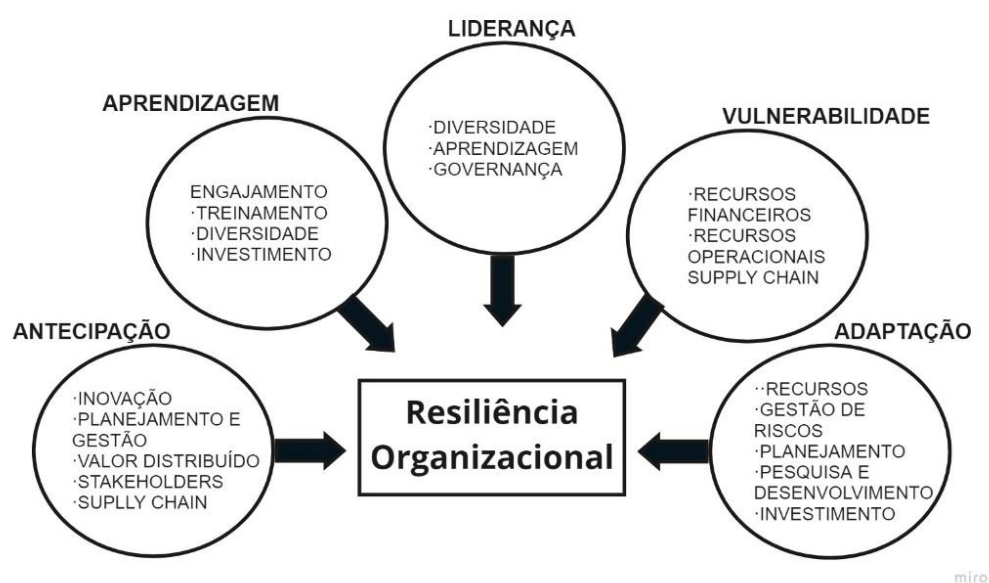 LIDERANÇA
·DIVERSIDADE
·APRENDIZAGEM
·GOVERNANÇA
APRENDIZAGEM
ENGAJAMENTO
·TREINAMENTO
·DIVERSIDADE
·INVESTIMENTO
VULNERABILIDADE
·RECURSOS
FINANCEIROS
·RECURSOS
OPERACIONAIS
SUPPLY CHAIN
ANTECIPAÇÃO
·INOVAÇÃO
·PLANEJAMENTO E
GESTÃO
·VALOR DISTRIBUÍDO
·STAKEHOLDERS
·SUPLLY CHAIN
Resiliência
Organizacional
ADAPTAÇÃO
··RECURSOS
·GESTÃO DE
RISCOS
·PLANEJAMENTO
·PESQUISA E
DESENVOLVIMENTO
·INVESTIMENTO
miro